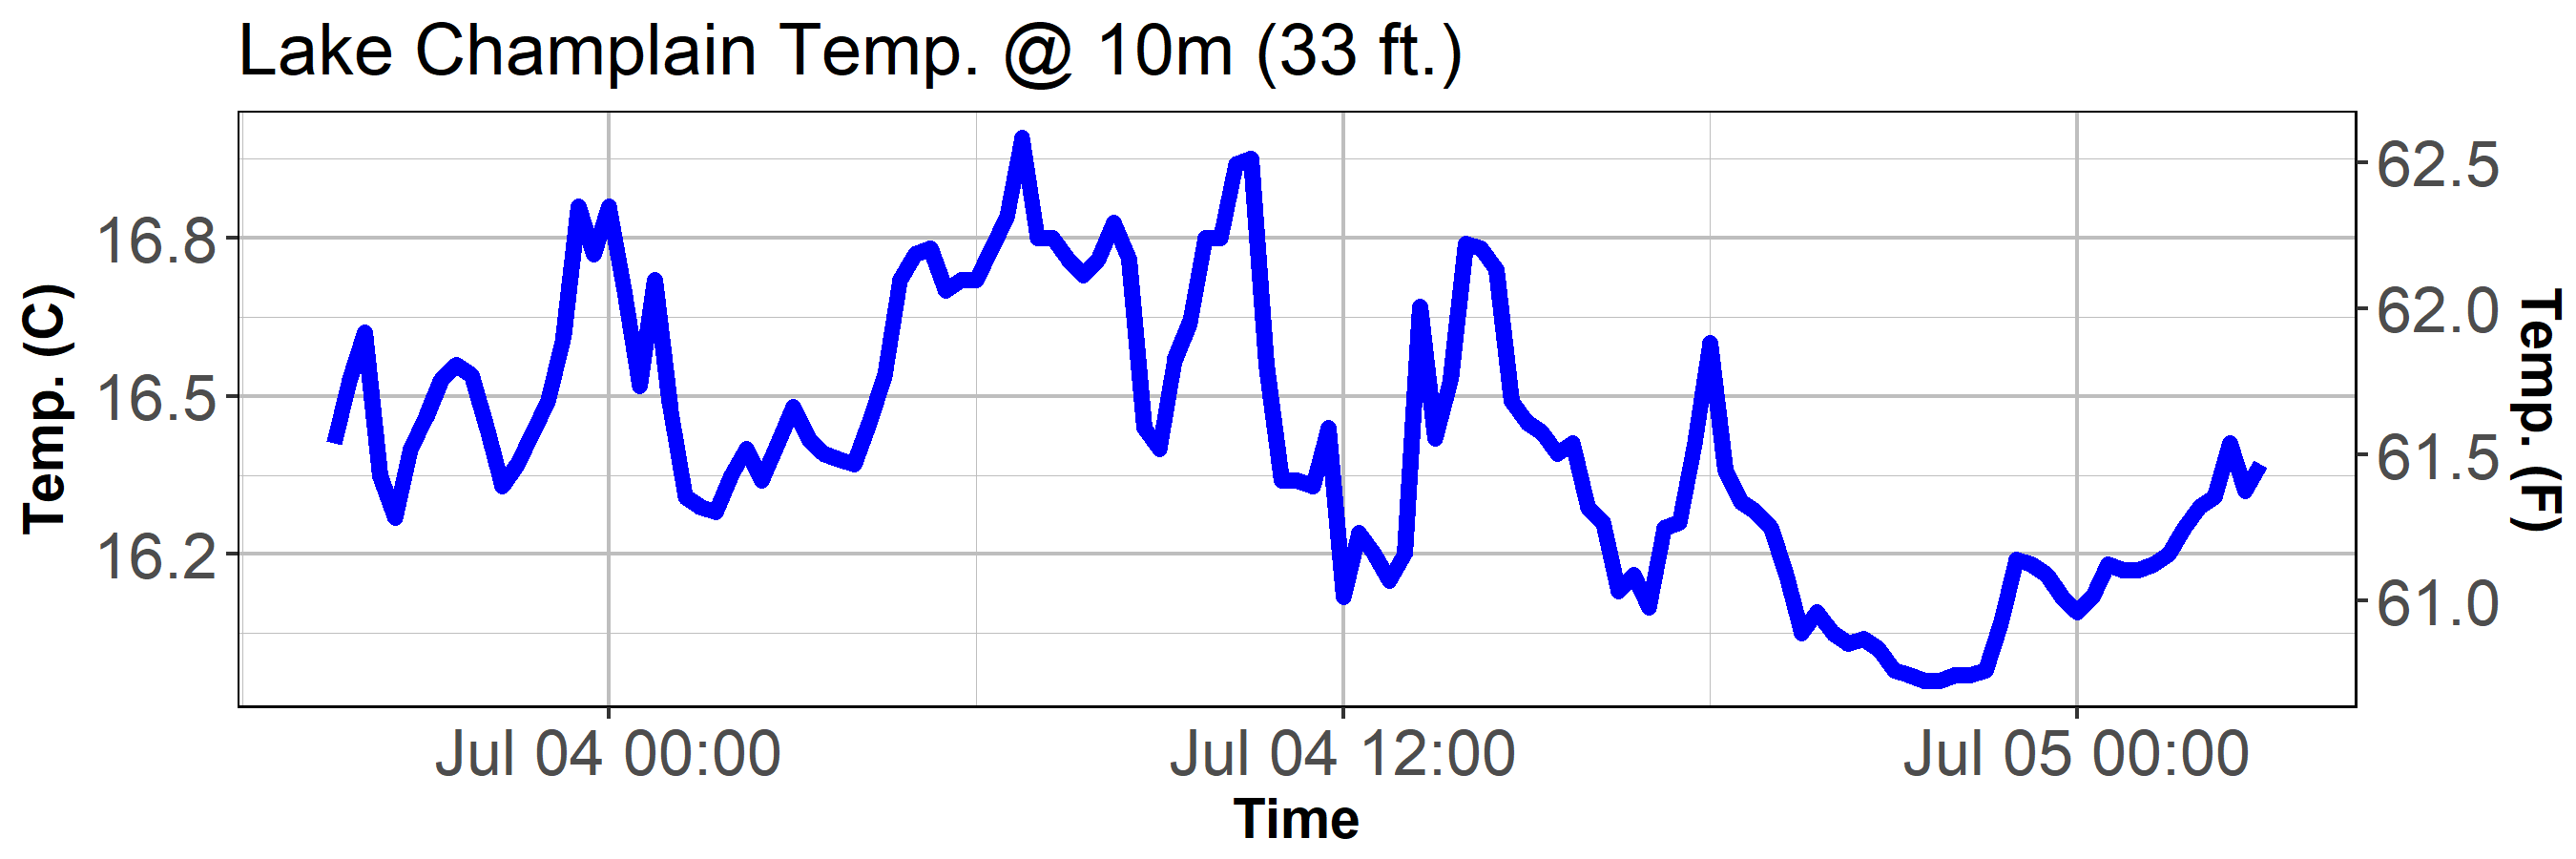 Lake Champlain Temp. @ 10m (33 ft.)
Temp. (C)
16.8
16.5
16.2
62.5
62.0
61.5
61.0
Temp. (F)
Jul 04 00:00
Jul 04 12:00
Jul 05 00:00
Time